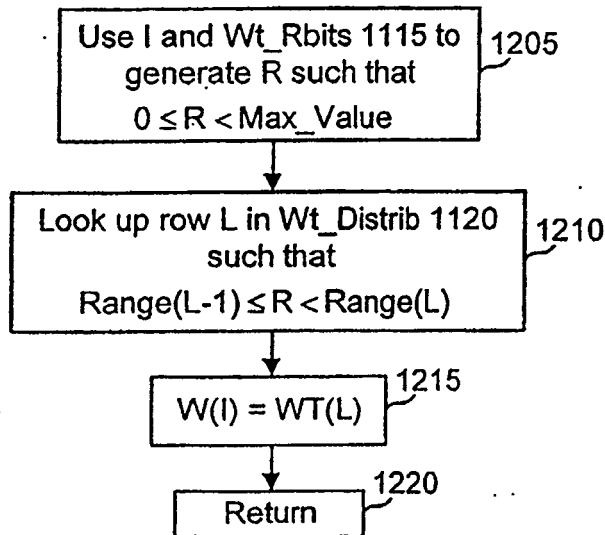 Use I and Wt_Rbits 1115 to
generate R such that
0 ≤ R < Max_Value
1205
Look up row L in Wt_Distrib 1120
such that
Range(L-1) ≤ R < Range(L)
1210
W(I) = WT(L)
1215
Return
1220